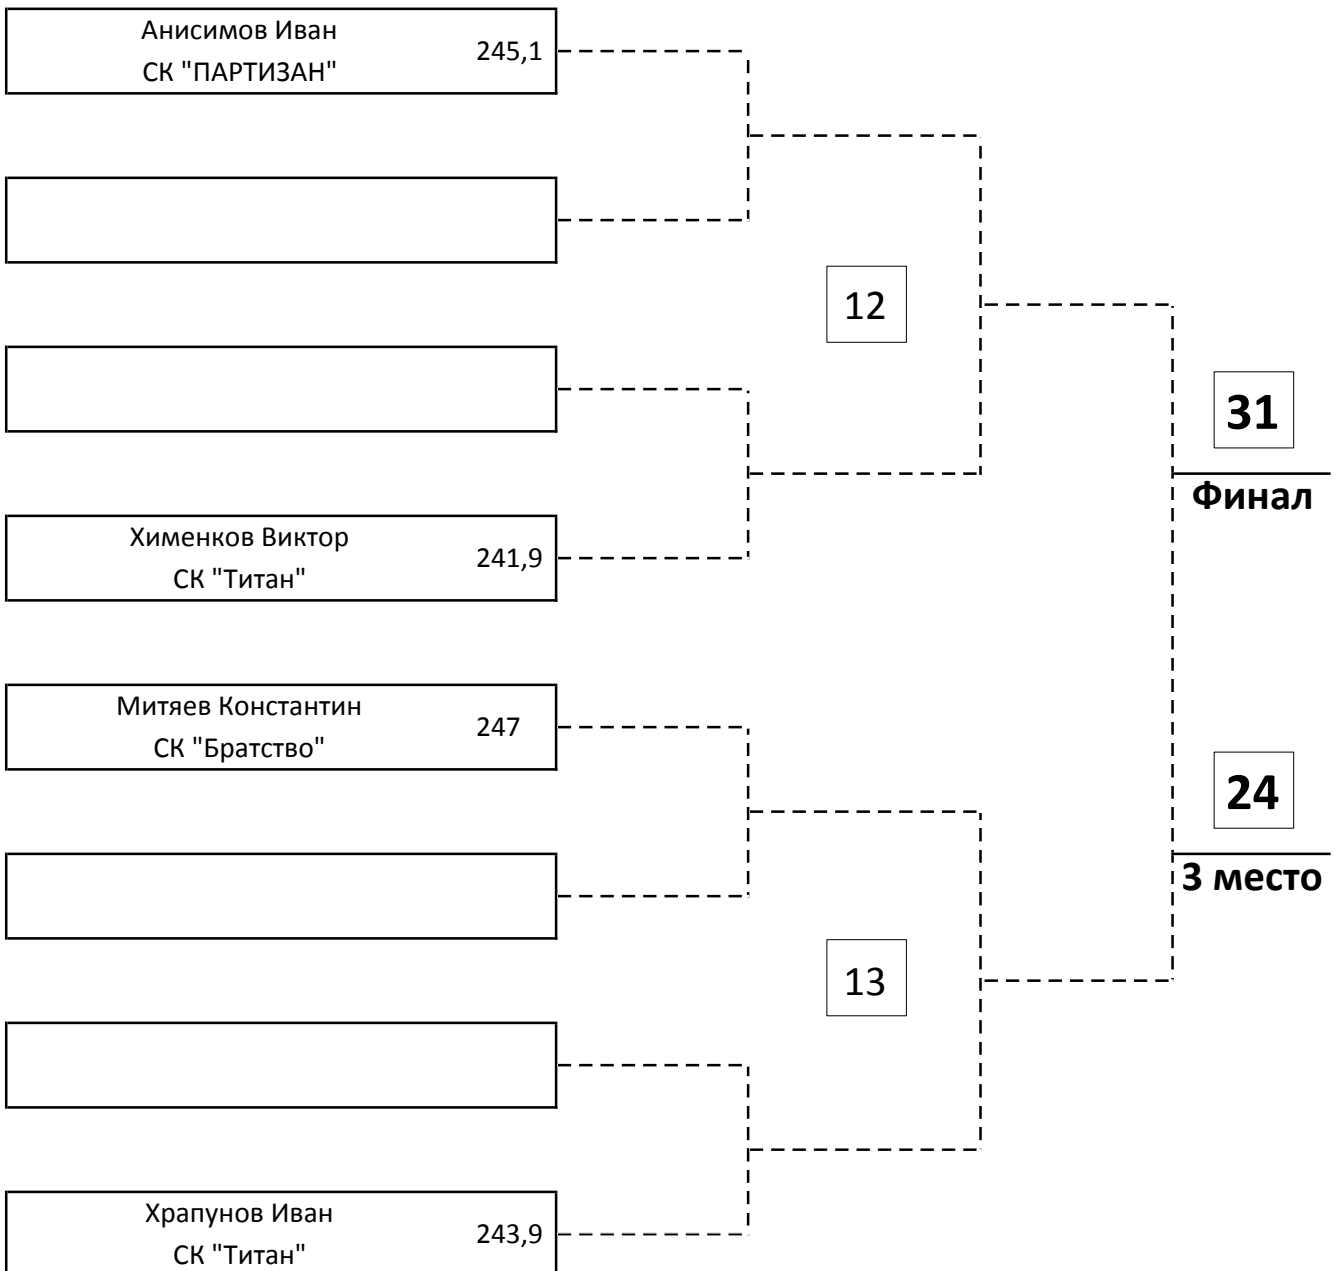 Анисимов Иван
СК "ПАРТИЗАН"
245,1
12
31
Финал
Хименков Виктор
СК "Титан"
241,9
Митяев Константин
СК "Братство"
247
24
3 место
13
Храпунов Иван
СК "Титан"
243,9